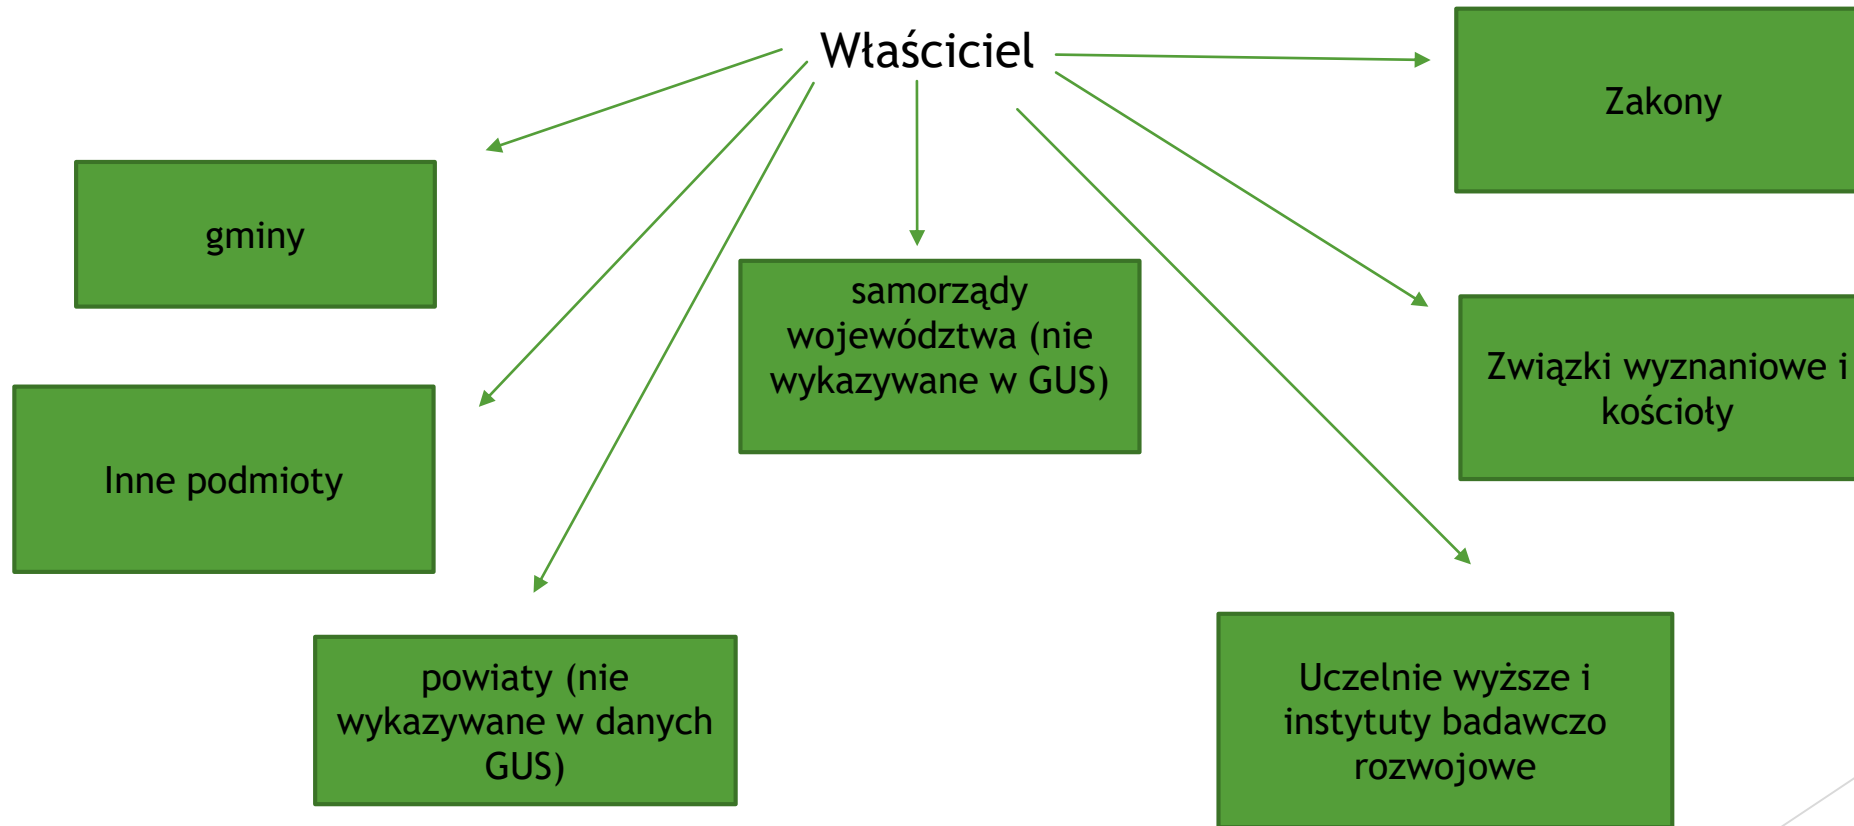 Właściciel
Zakony
gminy
samorządy
województwa (nie
wykazywane w GUS)
Związki wyznaniowe i
kościoły
Inne podmioty
powiaty (nie
wykazywane w danych
GUS)
Uczelnie wyższe i
instytuty badawczo
rozwojowe